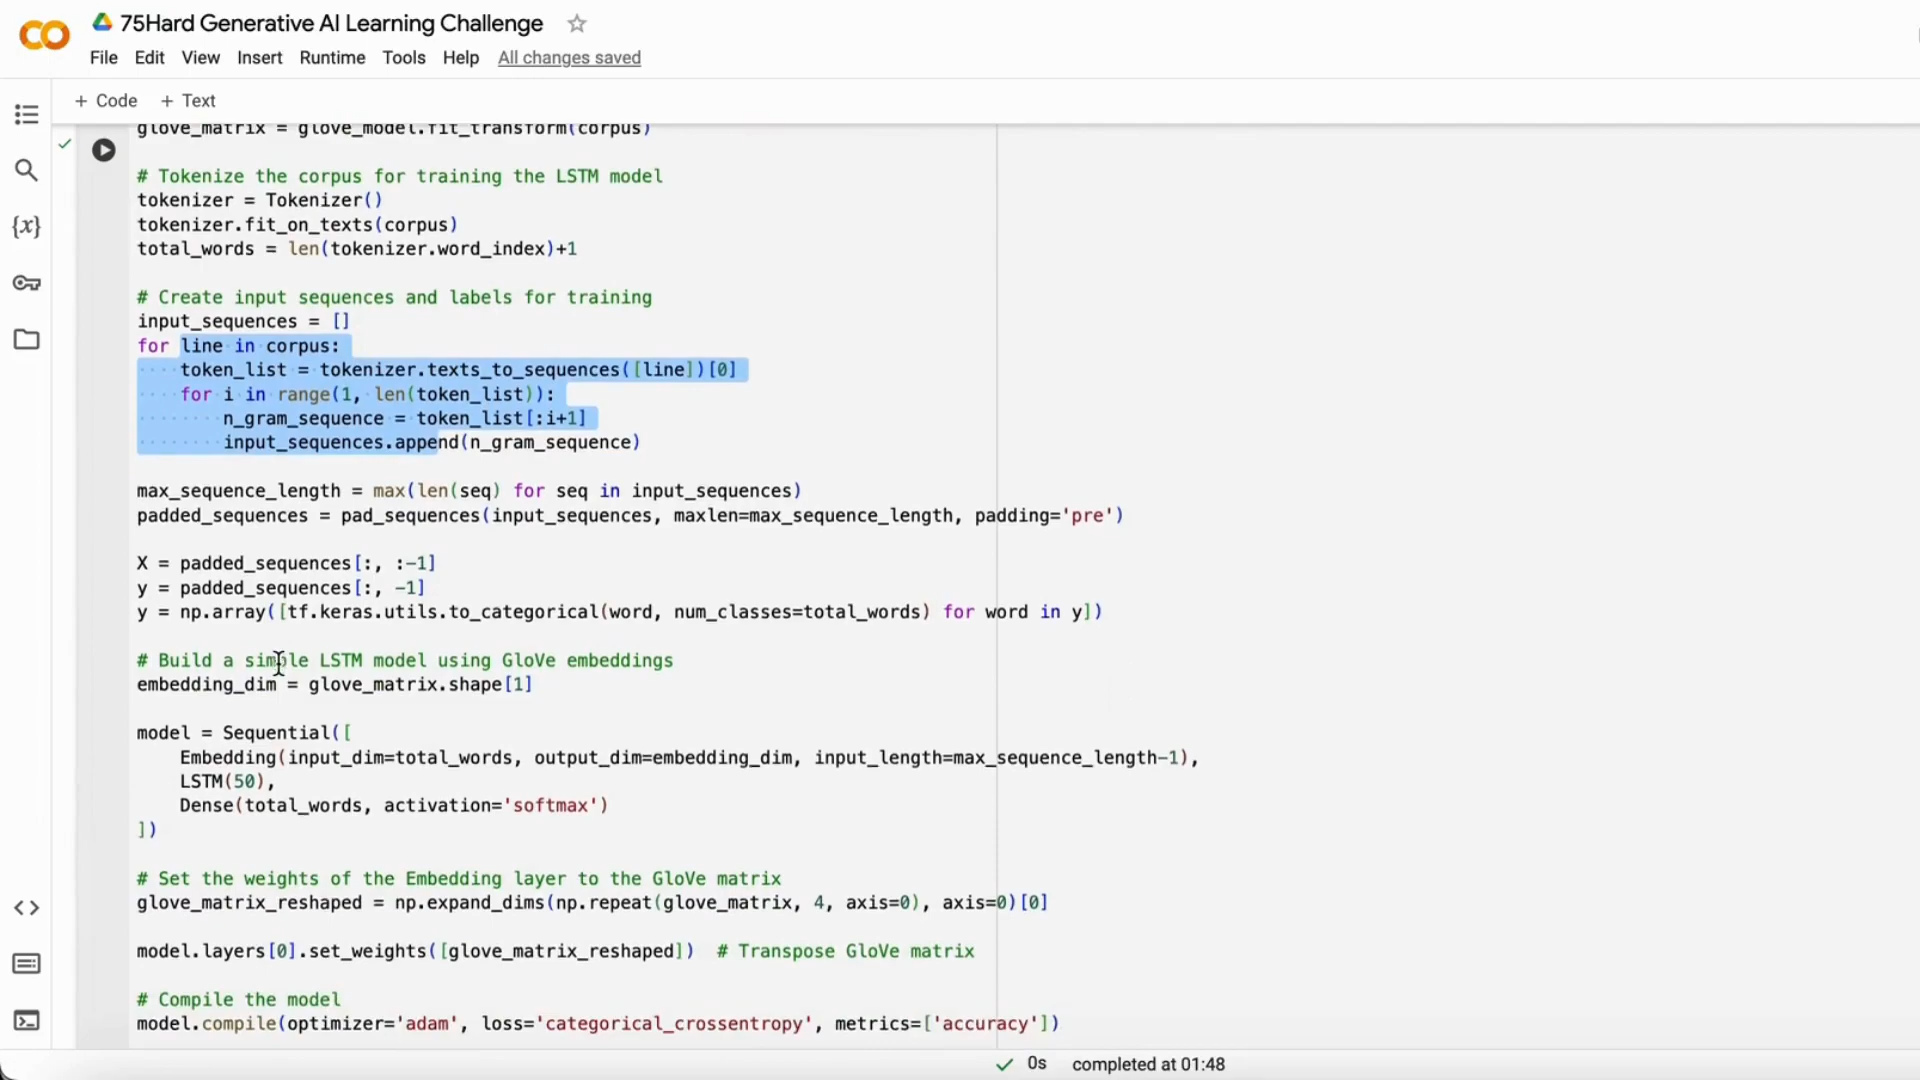 75Hard Generative AI Learning Challenge
File Edit View Insert Runtime Tools Help All changes saved
+ Code + Text
glove_matrix = glove_model.fit_transform(corpus)
# Tokenize the corpus for training the LSTM model
tokenizer = Tokenizer()
tokenizer.fit_on_texts(corpus)
total_words = len(tokenizer.word_index)+1
# Create input sequences and labels for training
input_sequences = []
for line in corpus:
    token_list = tokenizer.texts_to_sequences([line])[0]
    for i in range(1, len(token_list)):
        n_gram_sequence = token_list[:i+1]
        input_sequences.append(n_gram_sequence)
max_sequence_length = max(len(seq) for seq in input_sequences)
padded_sequences = pad_sequences(input_sequences, maxlen=max_sequence_length, padding='pre')
X = padded_sequences[:, :-1]
y = padded_sequences[:, -1]
y = np.array([tf.keras.utils.to_categorical(word, num_classes=total_words) for word in y])
# Build a simple LSTM model using GloVe embeddings
embedding_dim = glove_matrix.shape[1]
model = Sequential([
    Embedding(input_dim=total_words, output_dim=embedding_dim, input_length=max_sequence_length-1),
    LSTM(50),
    Dense(total_words, activation='softmax')
])
# Set the weights of the Embedding layer to the GloVe matrix
glove_matrix_reshaped = np.expand_dims(np.repeat(glove_matrix, 4, axis=0), axis=0)[0]
model.layers[0].set_weights([glove_matrix_reshaped])  # Transpose GloVe matrix
# Compile the model
model.compile(optimizer='adam', loss='categorical_crossentropy', metrics=['accuracy'])
0s completed at 01:48